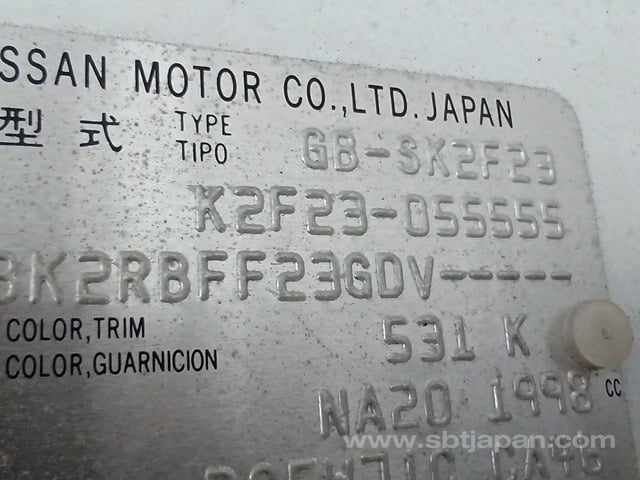 SSAN MOTOR CO.,LTD. JAPAN
型式 TYPE
TIPO GB-SK2F23
K2F23-055555
BK2RBFF23GDV-----
COLOR,TRIM
COLOR,GUARNICION 531 K
NA20 1998 CC
www.sbtjapan.com